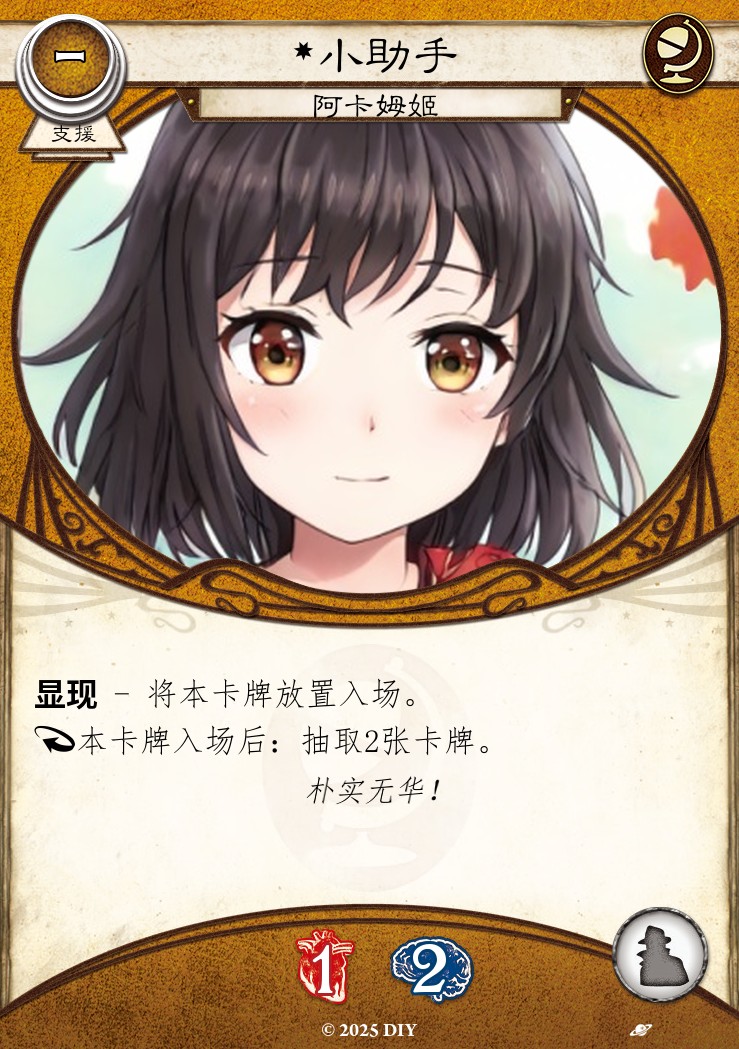 小助手
阿卡姆姬
支援
显现 – 将本卡牌放置入场。
本卡牌入场后：抽取2张卡牌。
朴实无华！
1 2
© 2025 DIY